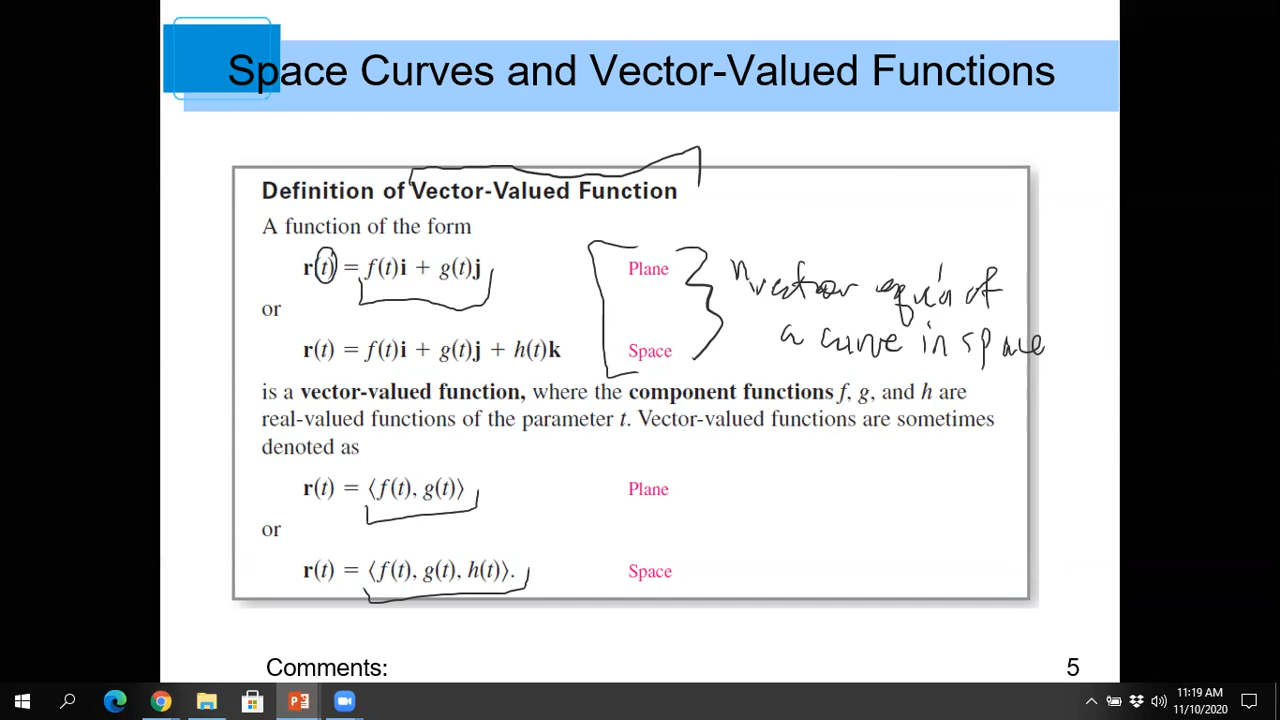 Space Curves and Vector-Valued Functions
Definition of Vector-Valued Function
A function of the form
r(t) = f(t)i + g(t)j Plane
or
r(t) = f(t)i + g(t)j + h(t)k Space
vector equ'n of
a curve in space
is a vector-valued function, where the component functions f, g, and h are
real-valued functions of the parameter t. Vector-valued functions are sometimes
denoted as
r(t) = ⟨f(t), g(t)⟩ Plane
or
r(t) = ⟨f(t), g(t), h(t)⟩. Space
Comments:
5
11:19 AM
11/10/2020